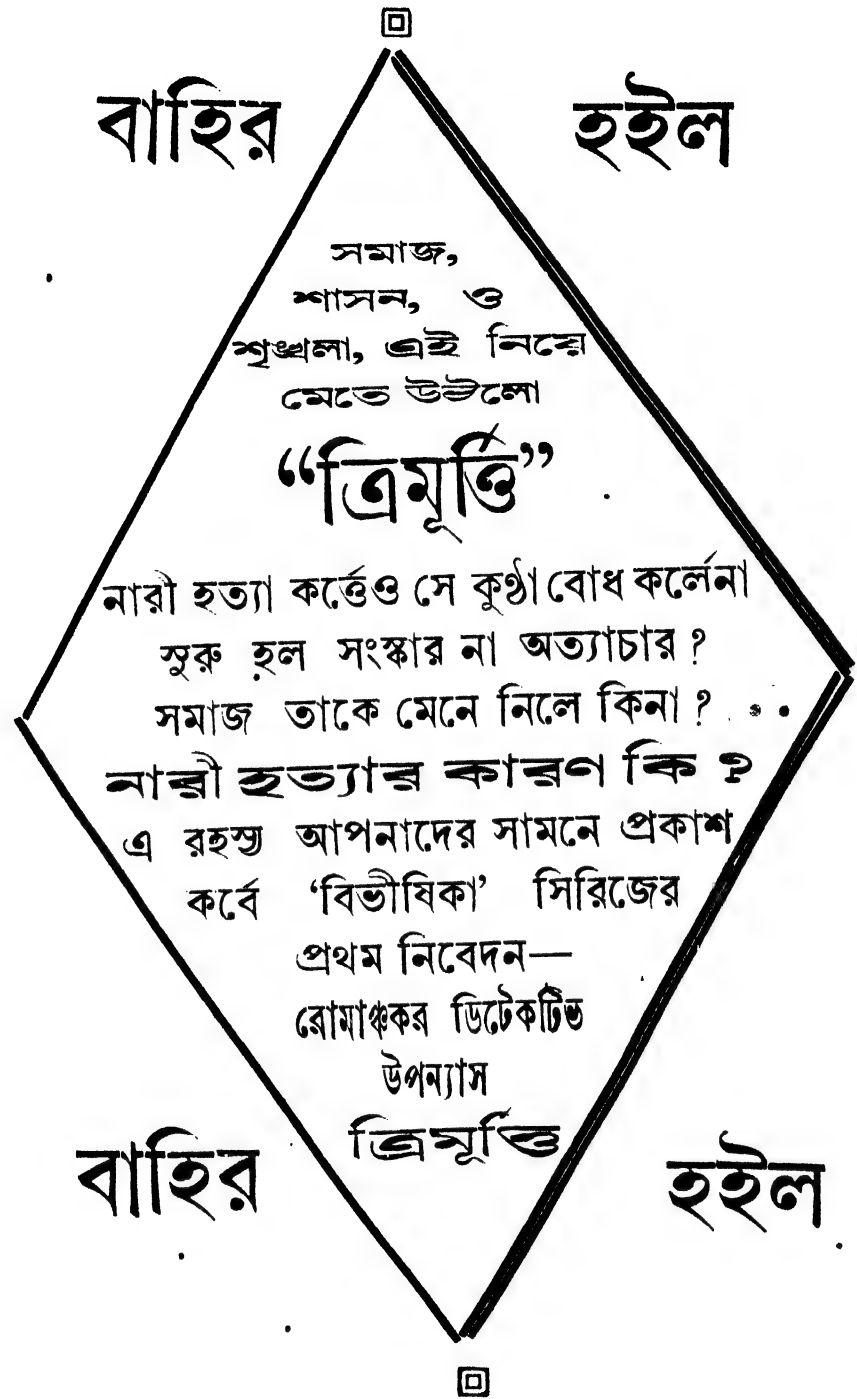 বাহির হইল
সমাজ,
শাসন, ও
শৃঙ্খলা, এই নিয়ে
মেতে উঠলো
“ত্রিমূর্ত্তি”
নারী হত্যা কর্ত্তেও সে কুণ্ঠা বোধ কর্লেনা
সুরু হল সংস্কার না অত্যাচার ?
সমাজ তাকে মেনে নিলে কিনা ?
নারী হত্যার কারণ কি ?
এ রহস্য আপনাদের সামনে প্রকাশ
কর্বে ‘বিভীষিকা’ সিরিজের
প্রথম নিবেদন—
রোমাঞ্চকর ডিটেকটিভ
উপন্যাস
ত্রিমূর্ত্তি
বাহির হইল